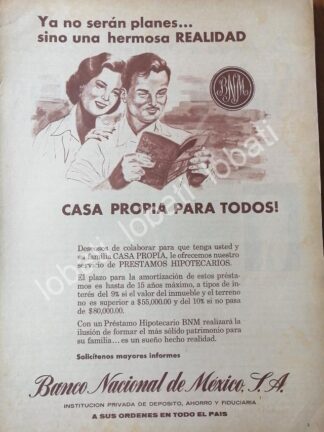 Ya no serán planes...
sino una hermosa REALIDAD
BNM
CASA PROPIA PARA TODOS!
Deseosos de colaborar para que tenga usted y
su familia CASA PROPIA, le ofrecemos nuestro
servicio de PRESTAMOS HIPOTECARIOS.
El plazo para la amortización de estos présta-
mos es hasta de 15 años máximo, a tipos de inte-
rés del 9% si el valor del inmueble y el terreno
no es superior a $55,000.00 y del 10% si no pasa
de $80,000.00.
Con un Préstamo Hipotecario BNM realizará la
ilusión de formar el más sólido patrimonio para
su familia... es un sueño hecho realidad.
Solicítenos mayores informes
Banco Nacional de México, S.A.
INSTITUCION PRIVADA DE DEPOSITO, AHORRO Y FIDUCIARIA
A SUS ORDENES EN TODO EL PAIS
lobati lobati lobati